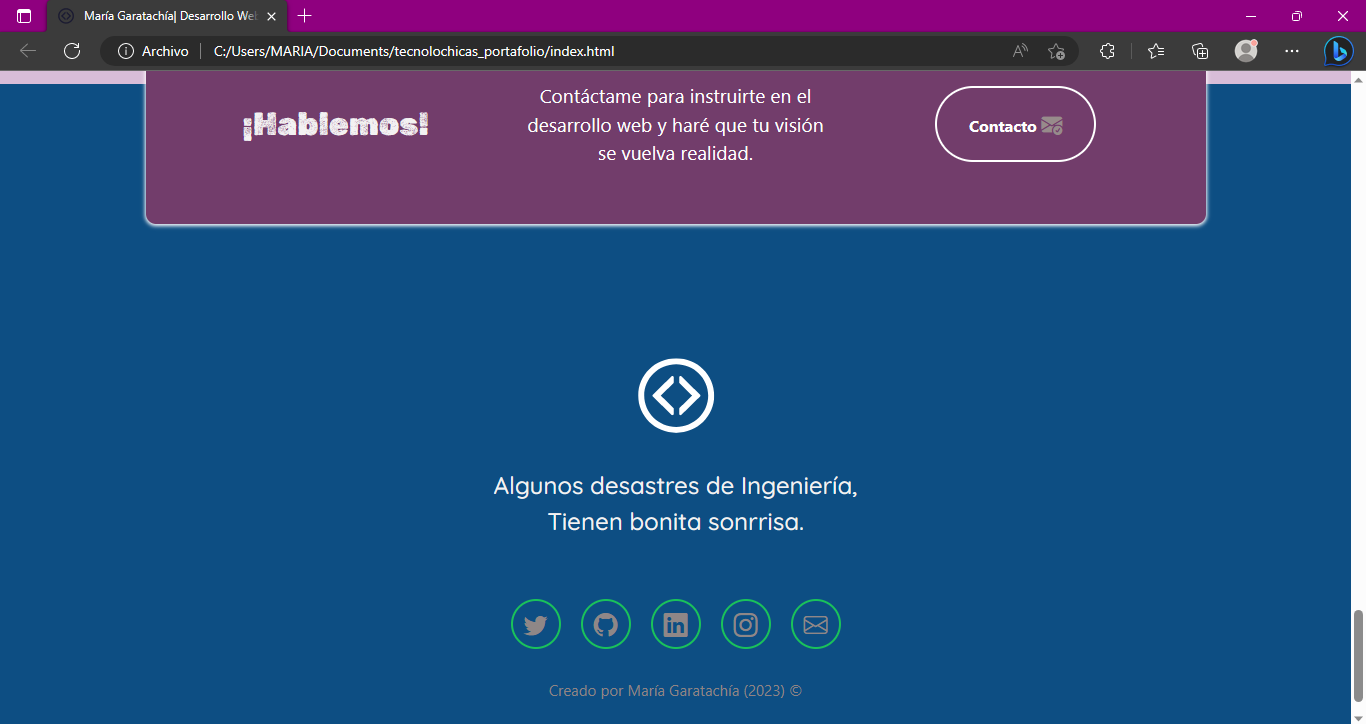 María Garatachía| Desarrollo Web
Archivo
C:/Users/MARIA/Documents/tecnolochicas_portafolio/index.html
¡Hablemos!
Contáctame para instruirte en el
desarrollo web y haré que tu visión
se vuelva realidad.
Contacto
Algunos desastres de Ingeniería,
Tienen bonita sonrrisa.
Creado por María Garatachía (2023) ©